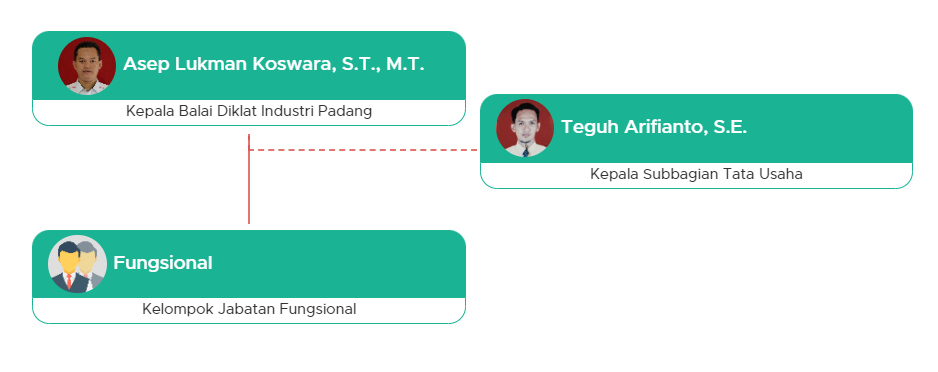 Asep Lukman Koswara, S.T., M.T.
Kepala Balai Diklat Industri Padang
Teguh Arifianto, S.E.
Kepala Subbagian Tata Usaha
Fungsional
Kelompok Jabatan Fungsional